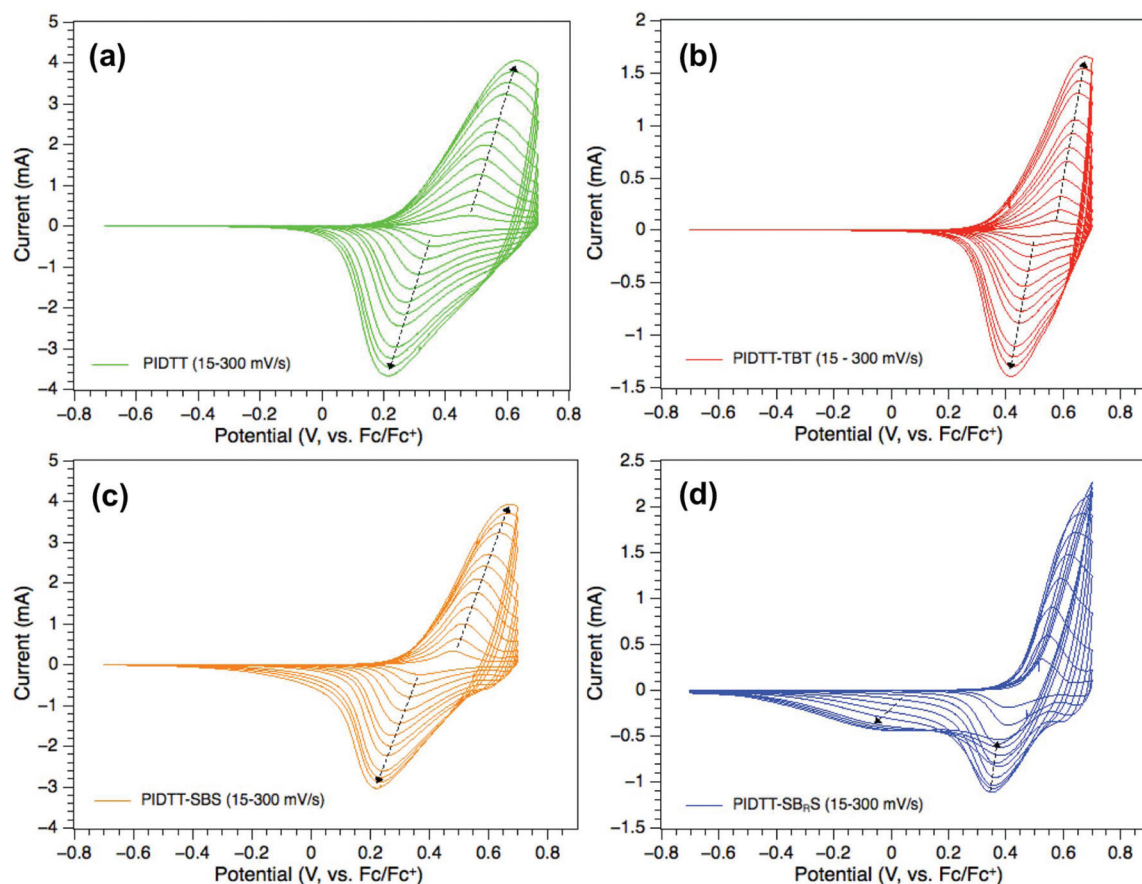 (a)
5
4
3
2
1
0
−1
−2
−3
−4
Current (mA)
PIDTT (15-300 mV/s)
−0.8 −0.6 −0.4 −0.2 0 0.2 0.4 0.6 0.8
Potential (V, vs. Fc/Fc⁺)
(b)
2
1.5
1
0.5
0
−0.5
−1
−1.5
Current (mA)
PIDTT-TBT (15 - 300 mV/s)
−0.8 −0.6 −0.4 −0.2 0 0.2 0.4 0.6 0.8
Potential (V, vs. Fc/Fc⁺)
(c)
5
4
3
2
1
0
−1
−2
−3
−4
Current (mA)
PIDTT-SBS (15-300 mV/s)
−0.8 −0.6 −0.4 −0.2 0 0.2 0.4 0.6 0.8
Potential (V, vs. Fc/Fc⁺)
(d)
2.5
2
1.5
1
0.5
0
−0.5
−1
−1.5
Current (mA)
PIDTT-SB<sub>R</sub>S (15-300 mV/s)
−0.8 −0.6 −0.4 −0.2 0 0.2 0.4 0.6 0.8
Potential (V, vs. Fc/Fc⁺)